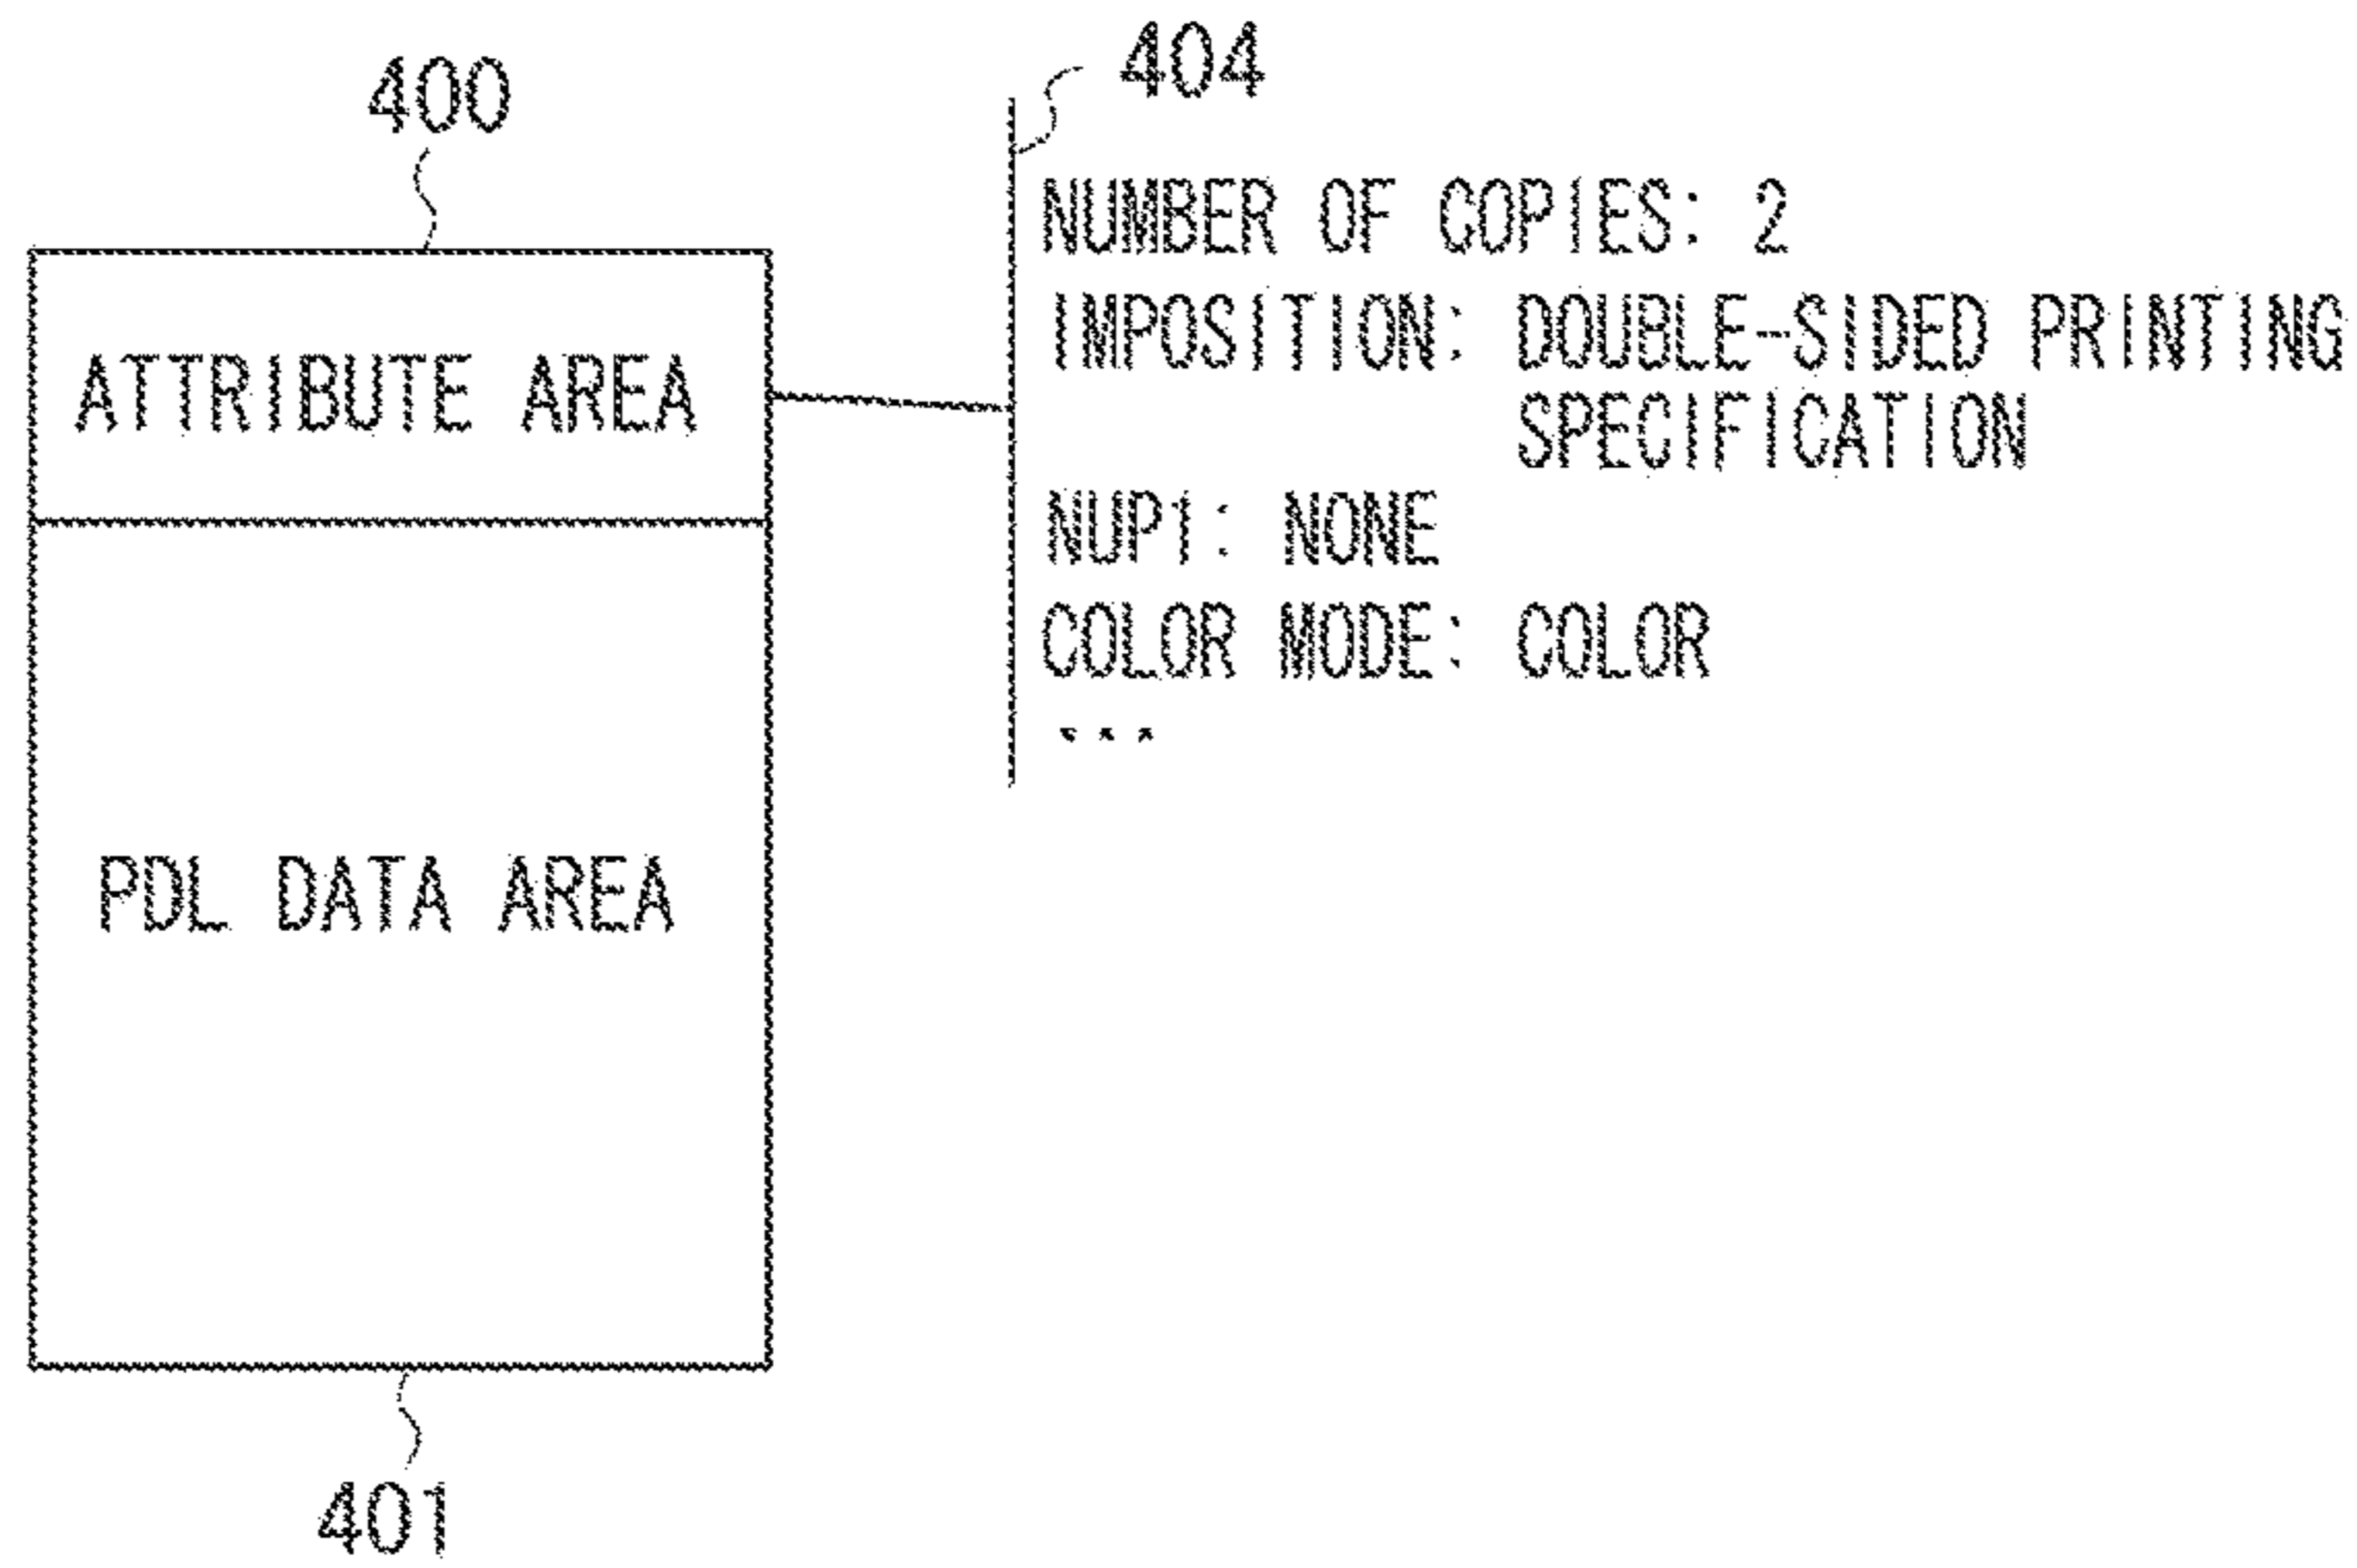 400
ATTRIBUTE AREA
PDL DATA AREA
401
404
NUMBER OF COPIES: 2
IMPOSITION: DOUBLE-SIDED PRINTING
SPECIFICATION
NUP1: NONE
COLOR MODE: COLOR
...